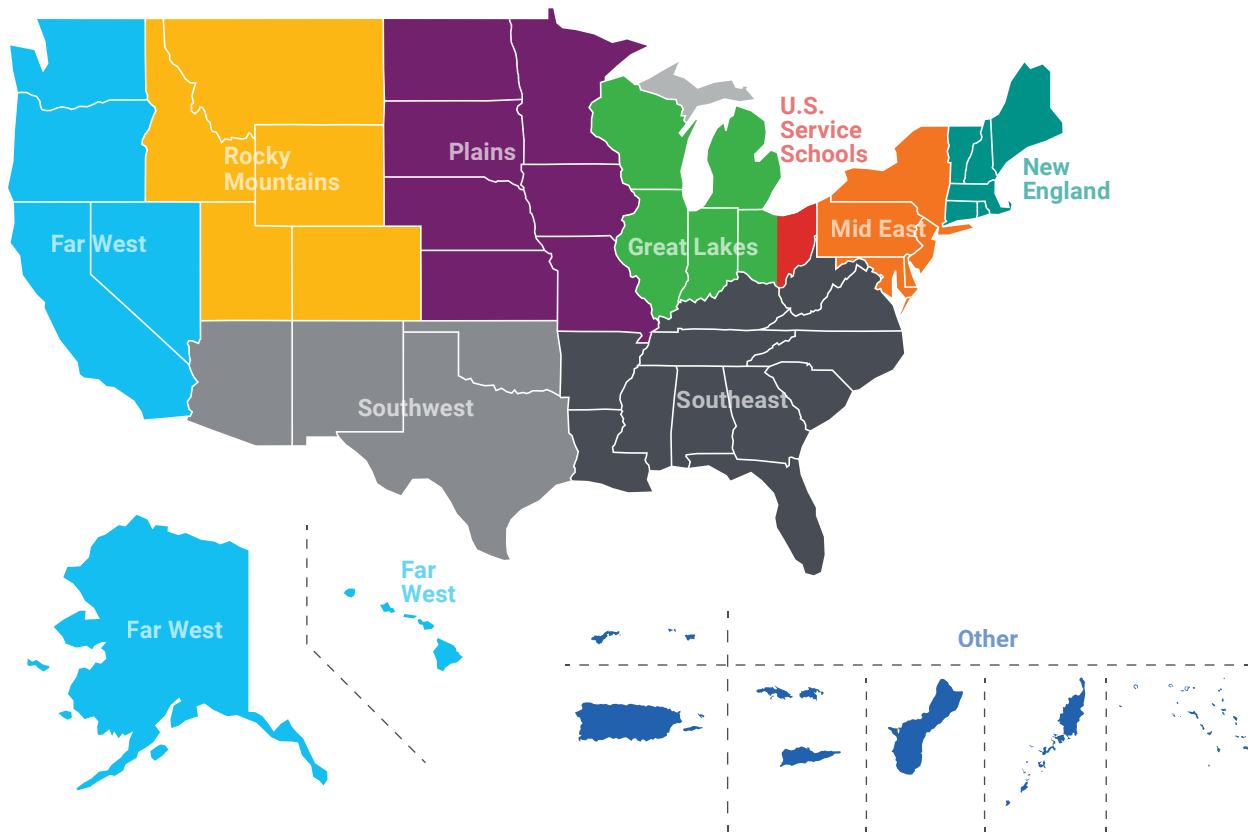 U.S.
Service
Schools
Plains
Rocky
Mountains
New
England
Mid East
Far West
Great Lakes
Southeast
Southwest
Far
West
Far West
Other